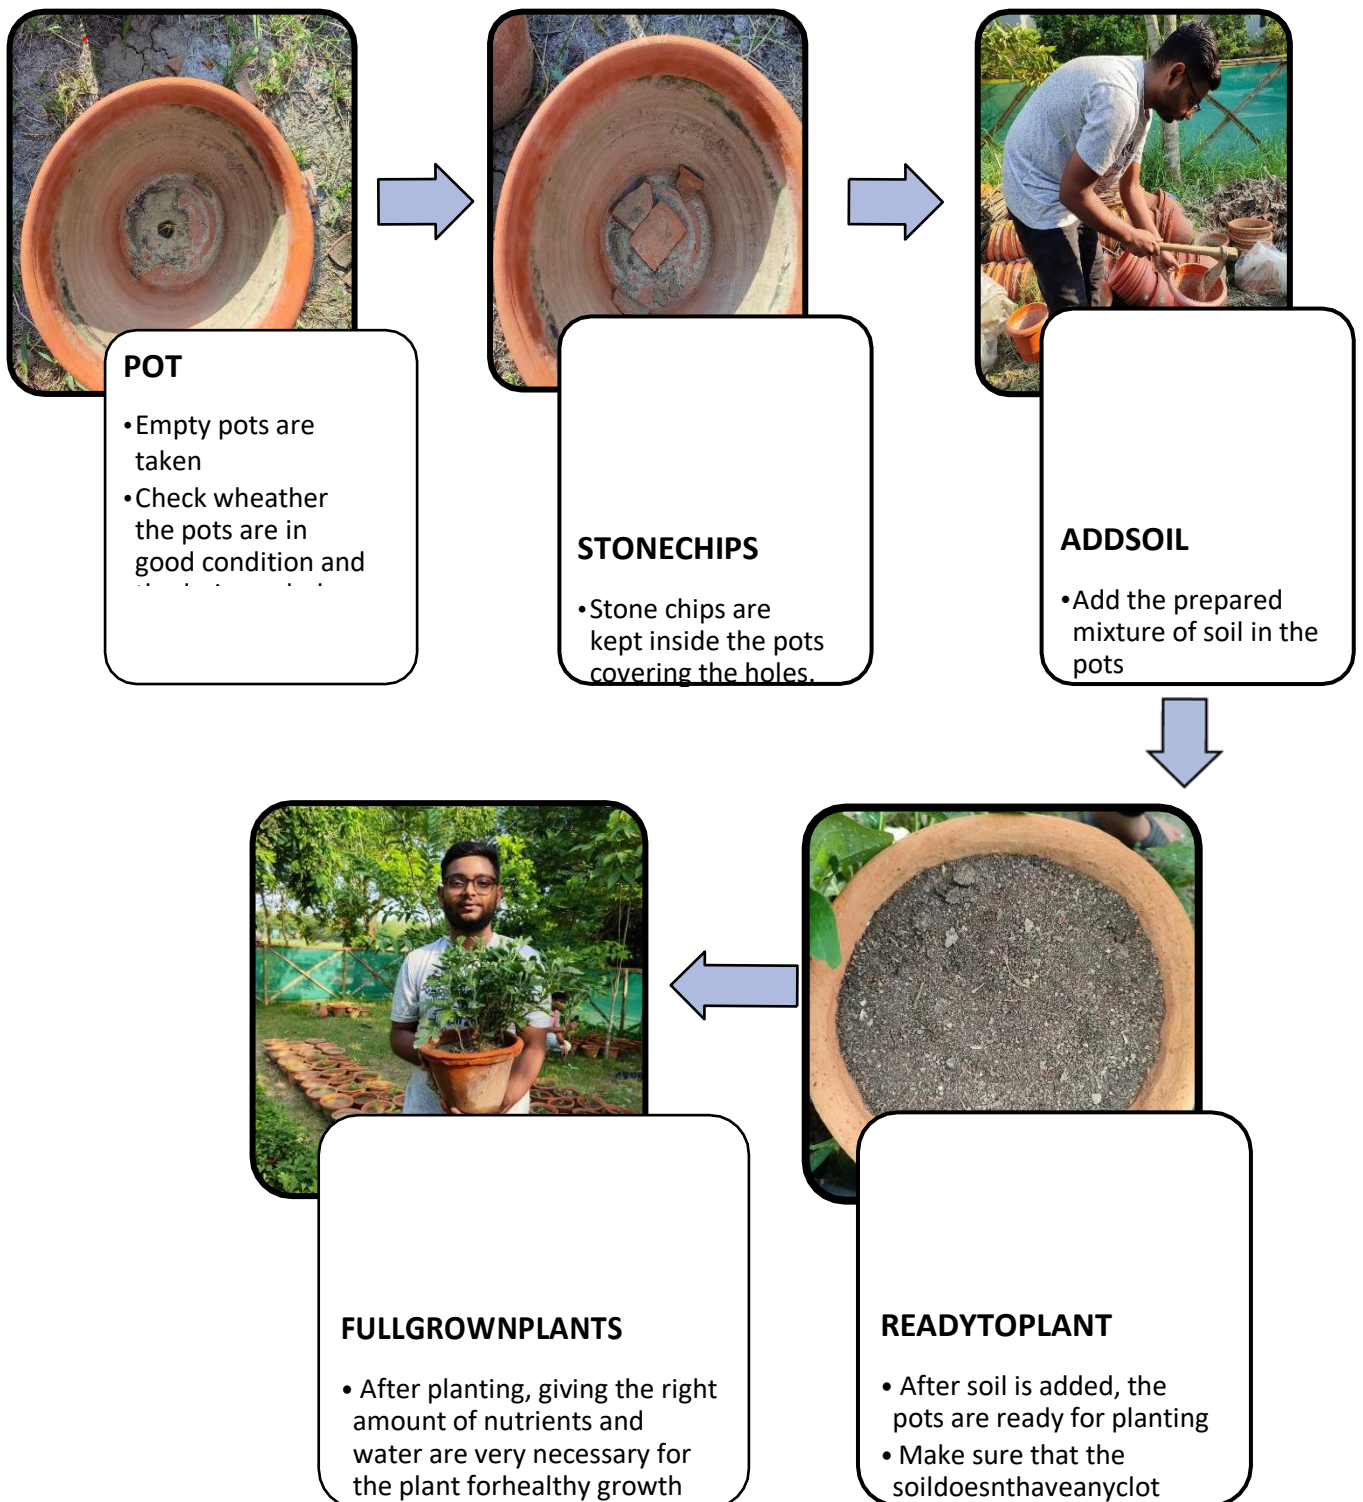 POT
•Empty pots are
taken
•Check wheather
the pots are in
good condition and
STONECHIPS
•Stone chips are
kept inside the pots
covering the holes.
ADDSOIL
•Add the prepared
mixture of soil in the
pots
READYTOPLANT
• After soil is added, the
pots are ready for planting
• Make sure that the
soildoesnthaveanyclot
FULLGROWNPLANTS
• After planting, giving the right
amount of nutrients and
water are very necessary for
the plant forhealthy growth